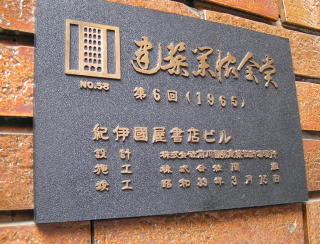 建築業協会賞
NO.58
第6回(1965)
紀伊國屋書店ビル
設計
施工 株式会社
竣工 昭和39年3月